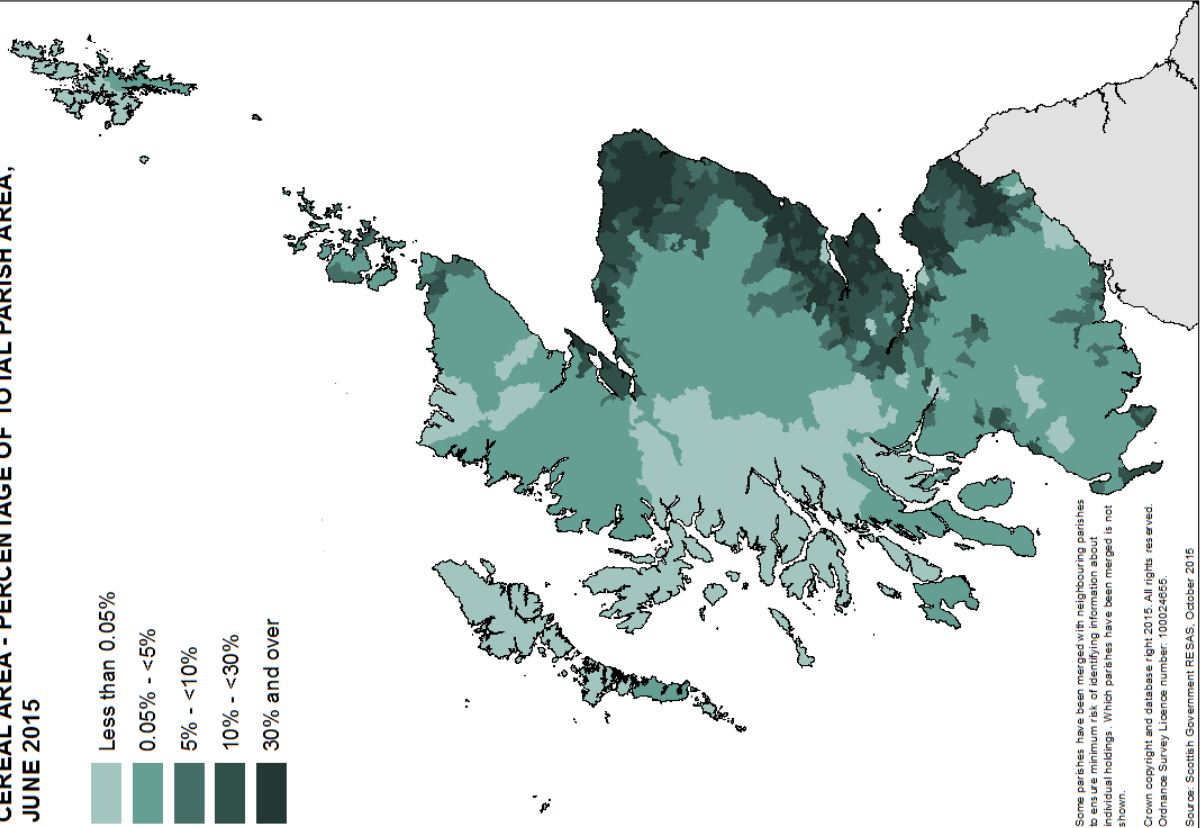 CEREAL AREA - PERCENTAGE OF TOTAL PARISH AREA,
JUNE 2015
Less than 0.05%
0.05% - <5%
5% - <10%
10% - <30%
30% and over
Some parishes have been merged with neighbouring parishes
to ensure minimum risk of identifying information about
individual holdings. Which parishes have been merged is not
shown.
Crown copyright and database right 2015. All rights reserved.
Ordnance Survey Licence number: 100024655.
Source: Scottish Government RESAS, October 2015